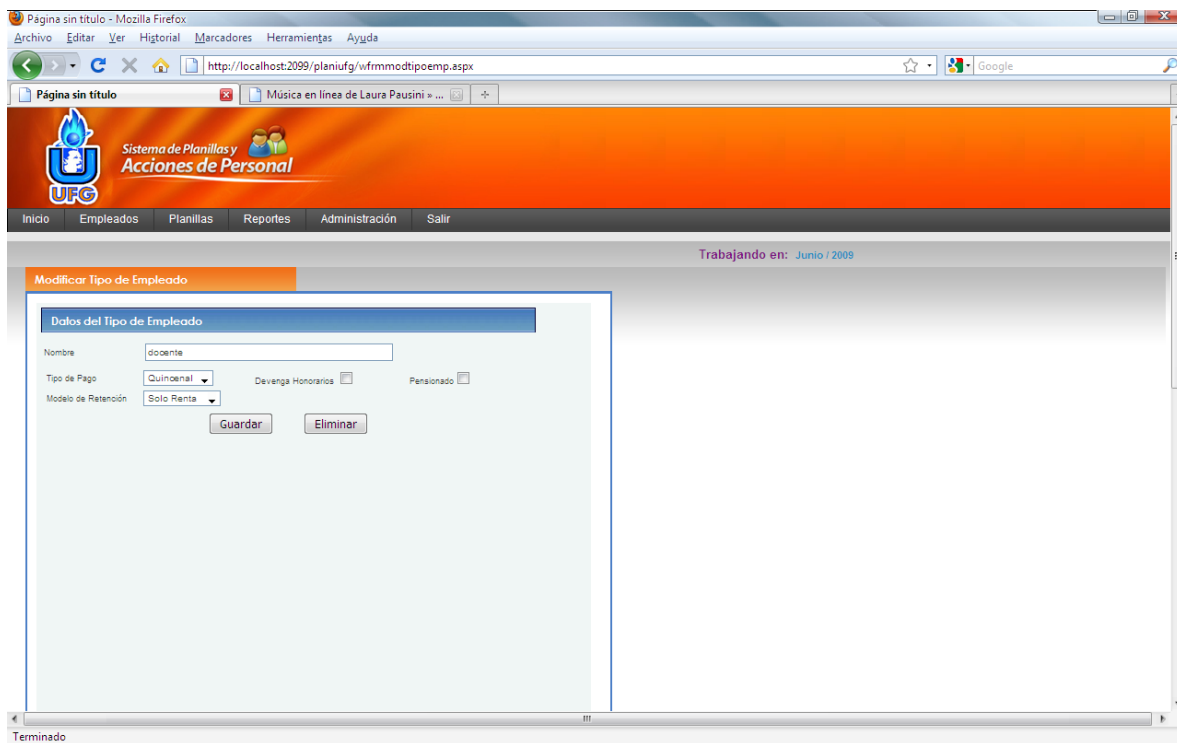 Página sin título - Mozilla Firefox
Archivo Editar Ver Historial Marcadores Herramientas Ayuda
http://localhost:2099/planiufg/wfrmmodtipoemp.aspx
Google
Página sin título
Música en línea de Laura Pausini » ...
Sistema de Planillas y
Acciones de Personal
UFG
Inicio Empleados Planillas Reportes Administración Salir
Trabajando en: Junio / 2009
Modificar Tipo de Empleado
Datos del Tipo de Empleado
Nombre docente
Tipo de Pago Quincenal Devenga Honorarios Pensionado
Modelo de Retención Solo Renta
Guardar Eliminar
Terminado